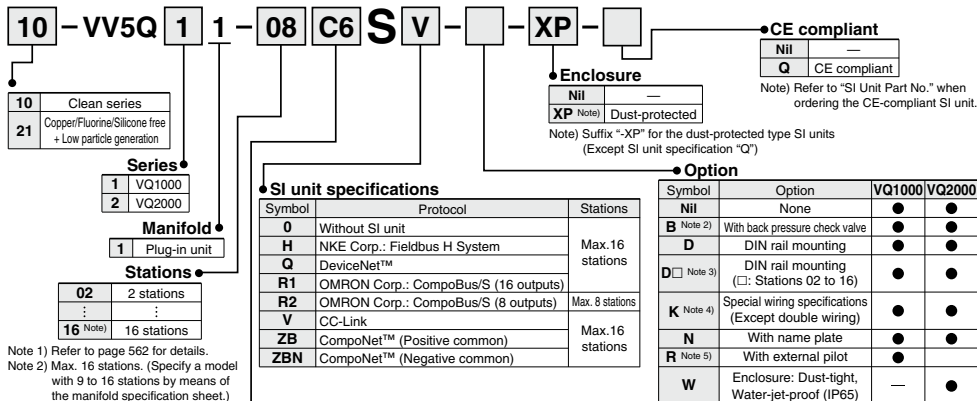 10 – VV5Q 1 1 – 08 C6 S V – – XP –
CE compliant
Nil —
Q CE compliant
Note) Refer to “SI Unit Part No.” when
ordering the CE-compliant SI unit.
Enclosure
Nil —
XP Note) Dust-protected
Note) Suffix “-XP” for the dust-protected type SI units
(Except SI unit specification “Q”)
10 Clean series
21 Copper/Fluorine/Silicone free
+ Low particle generation
Series
1 VQ1000
2 VQ2000
Manifold
1 Plug-in unit
Stations
02 2 stations
⋮ ⋮
16 Note) 16 stations
Note 1) Refer to page 562 for details.
Note 2) Max. 16 stations. (Specify a model
with 9 to 16 stations by means of
the manifold specification sheet.)
SI unit specifications
Symbol Protocol Stations
0 Without SI unit
H NKE Corp.: Fieldbus H System
Q DeviceNet™
R1 OMRON Corp.: CompoBus/S (16 outputs)
Max.16
stations
R2 OMRON Corp.: CompoBus/S (8 outputs) Max. 8 stations
V CC-Link
ZB CompoNet™ (Positive common)
ZBN CompoNet™ (Negative common)
Max.16
stations
Option
Symbol Option VQ1000 VQ2000
Nil None ● ●
B Note 2) With back pressure check valve ● ●
D DIN rail mounting ● ●
D□ Note 3) DIN rail mounting
(□: Stations 02 to 16) ● ●
K Note 4) Special wiring specifications
(Except double wiring) ● ●
N With name plate ● ●
R Note 5) With external pilot ●
W Enclosure: Dust-tight,
Water-jet-proof (IP65) — ●